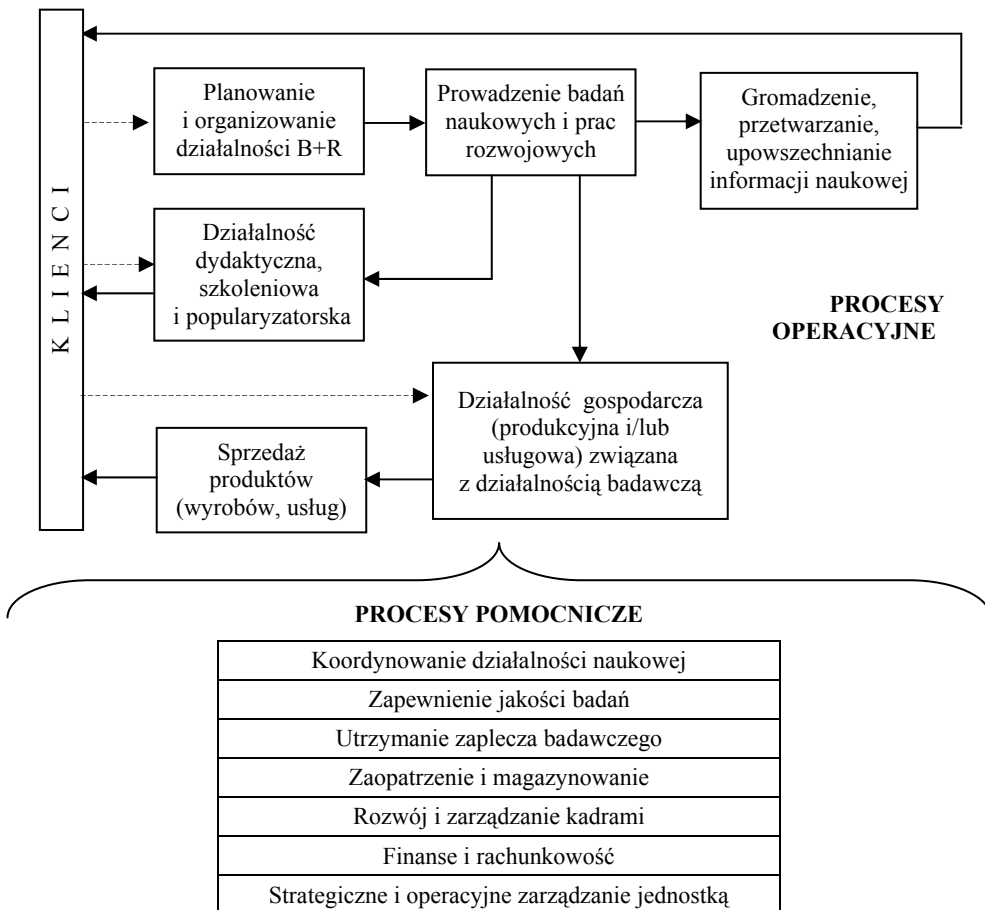 K L I E N C I
Planowanie
i organizowanie
działalności B+R
Prowadzenie badań
naukowych i prac
rozwojowych
Gromadzenie,
przetwarzanie,
upowszechnianie
informacji naukowej
Działalność
dydaktyczna,
szkoleniowa
i popularyzatorska
PROCESY
OPERACYJNE
Działalność gospodarcza
(produkcyjna i/lub
usługowa) związana
z działalnością badawczą
Sprzedaż
produktów
(wyrobów, usług)
PROCESY POMOCNICZE
Koordynowanie działalności naukowej
Zapewnienie jakości badań
Utrzymanie zaplecza badawczego
Zaopatrzenie i magazynowanie
Rozwój i zarządzanie kadrami
Finanse i rachunkowość
Strategiczne i operacyjne zarządzanie jednostką